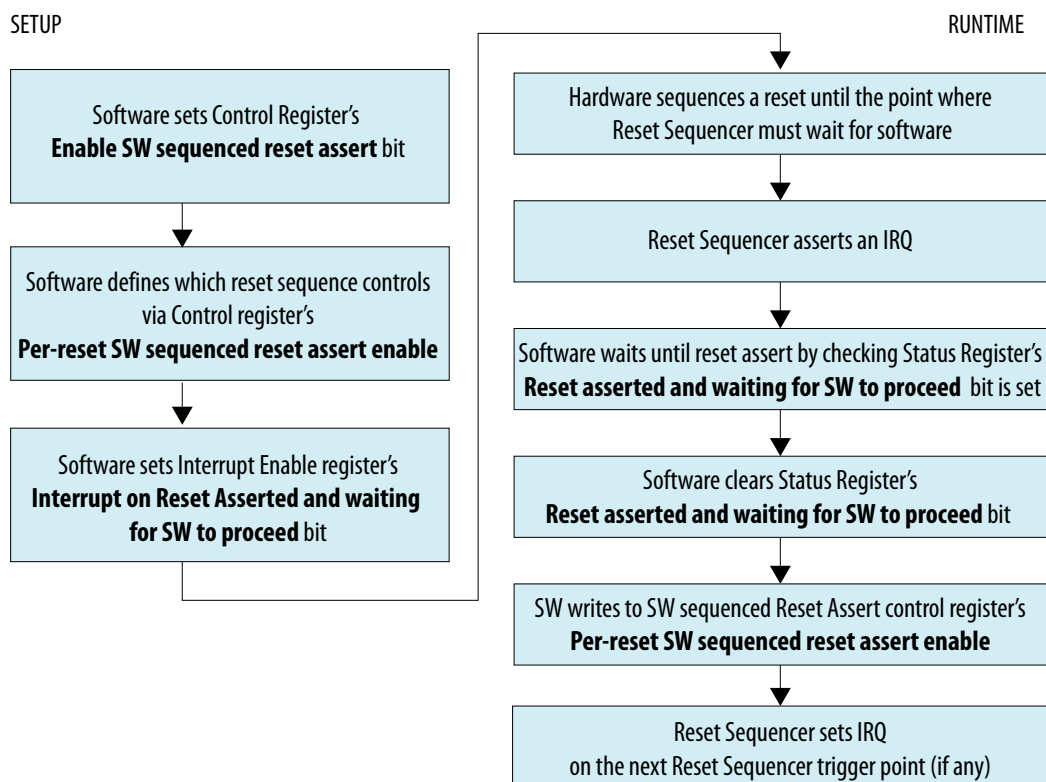 SETUP
Software sets Control Register’s
Enable SW sequenced reset assert bit
Software defines which reset sequence controls
via Control register’s
Per-reset SW sequenced reset assert enable
Software sets Interrupt Enable register’s
Interrupt on Reset Asserted and waiting
for SW to proceed bit
RUNTIME
Hardware sequences a reset until the point where
Reset Sequencer must wait for software
Reset Sequencer asserts an IRQ
Software waits until reset assert by checking Status Register’s
Reset asserted and waiting for SW to proceed bit is set
Software clears Status Register’s
Reset asserted and waiting for SW to proceed bit
SW writes to SW sequenced Reset Assert control register’s
Per-reset SW sequenced reset assert enable
Reset Sequencer sets IRQ
on the next Reset Sequencer trigger point (if any)